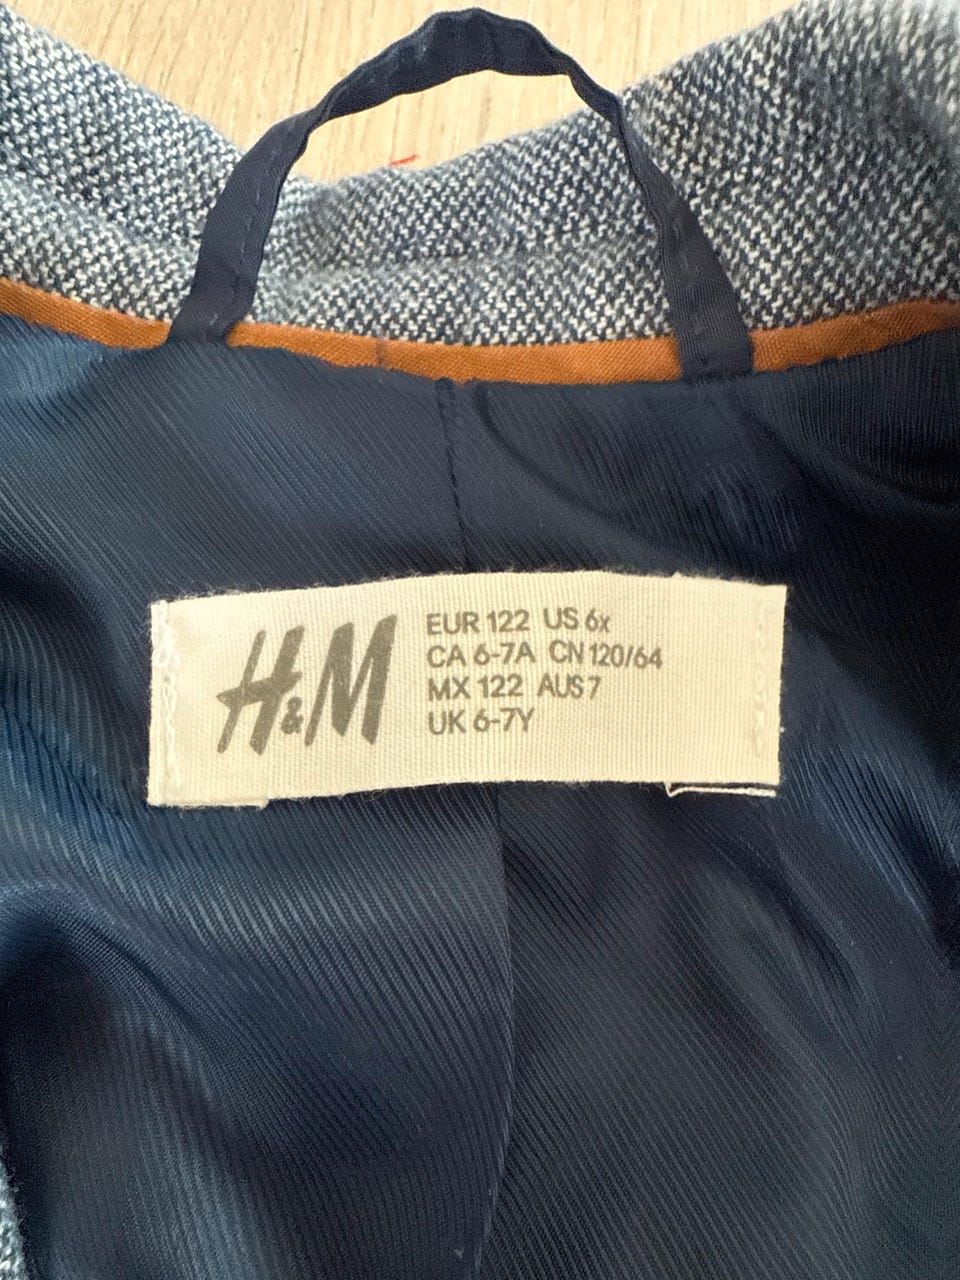 H&M
EUR 122 US 6x
CA 6-7A CN 120/64
MX 122 AUS 7
UK 6-7Y